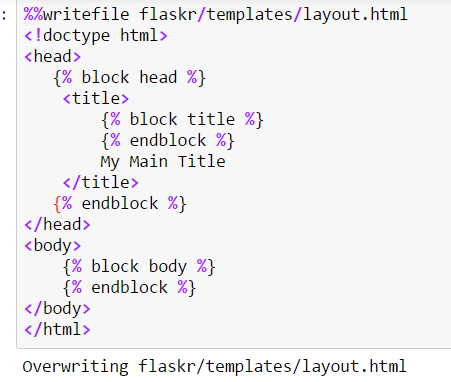 : %%writefile flaskr/templates/layout.html
<!doctype html>
<head>
   {% block head %}
    <title>
        {% block title %}
        {% endblock %}
        My Main Title
    </title>
   {% endblock %}
</head>
<body>
    {% block body %}
    {% endblock %}
</body>
</html>
Overwriting flaskr/templates/layout.html